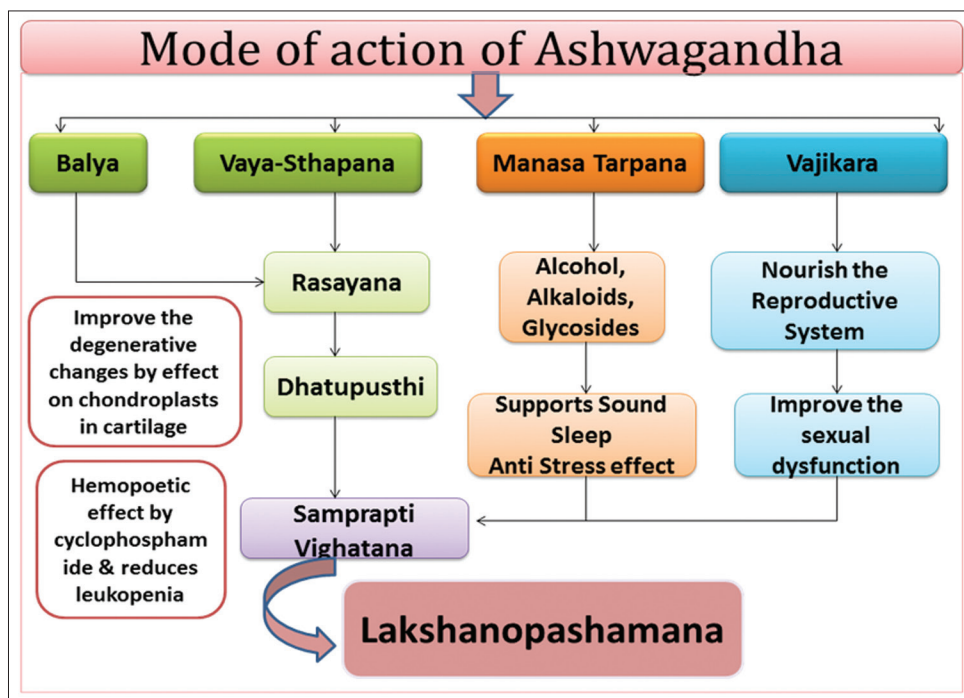 Mode of action of Ashwagandha
Balya
Vaya-Sthapana
Manasa Tarpana
Vajikara
Rasayana
Alcohol,
Alkaloids,
Glycosides
Nourish the
Reproductive
System
Improve the
degenerative
changes by effect
on chondroplasts
in cartilage
Dhatupusthi
Supports Sound
Sleep
Anti Stress effect
Improve the
sexual
dysfunction
Hemopoetic
effect by
cyclophospham
ide & reduces
leukopenia
Samprapti
Vighatana
Lakshanopashamana